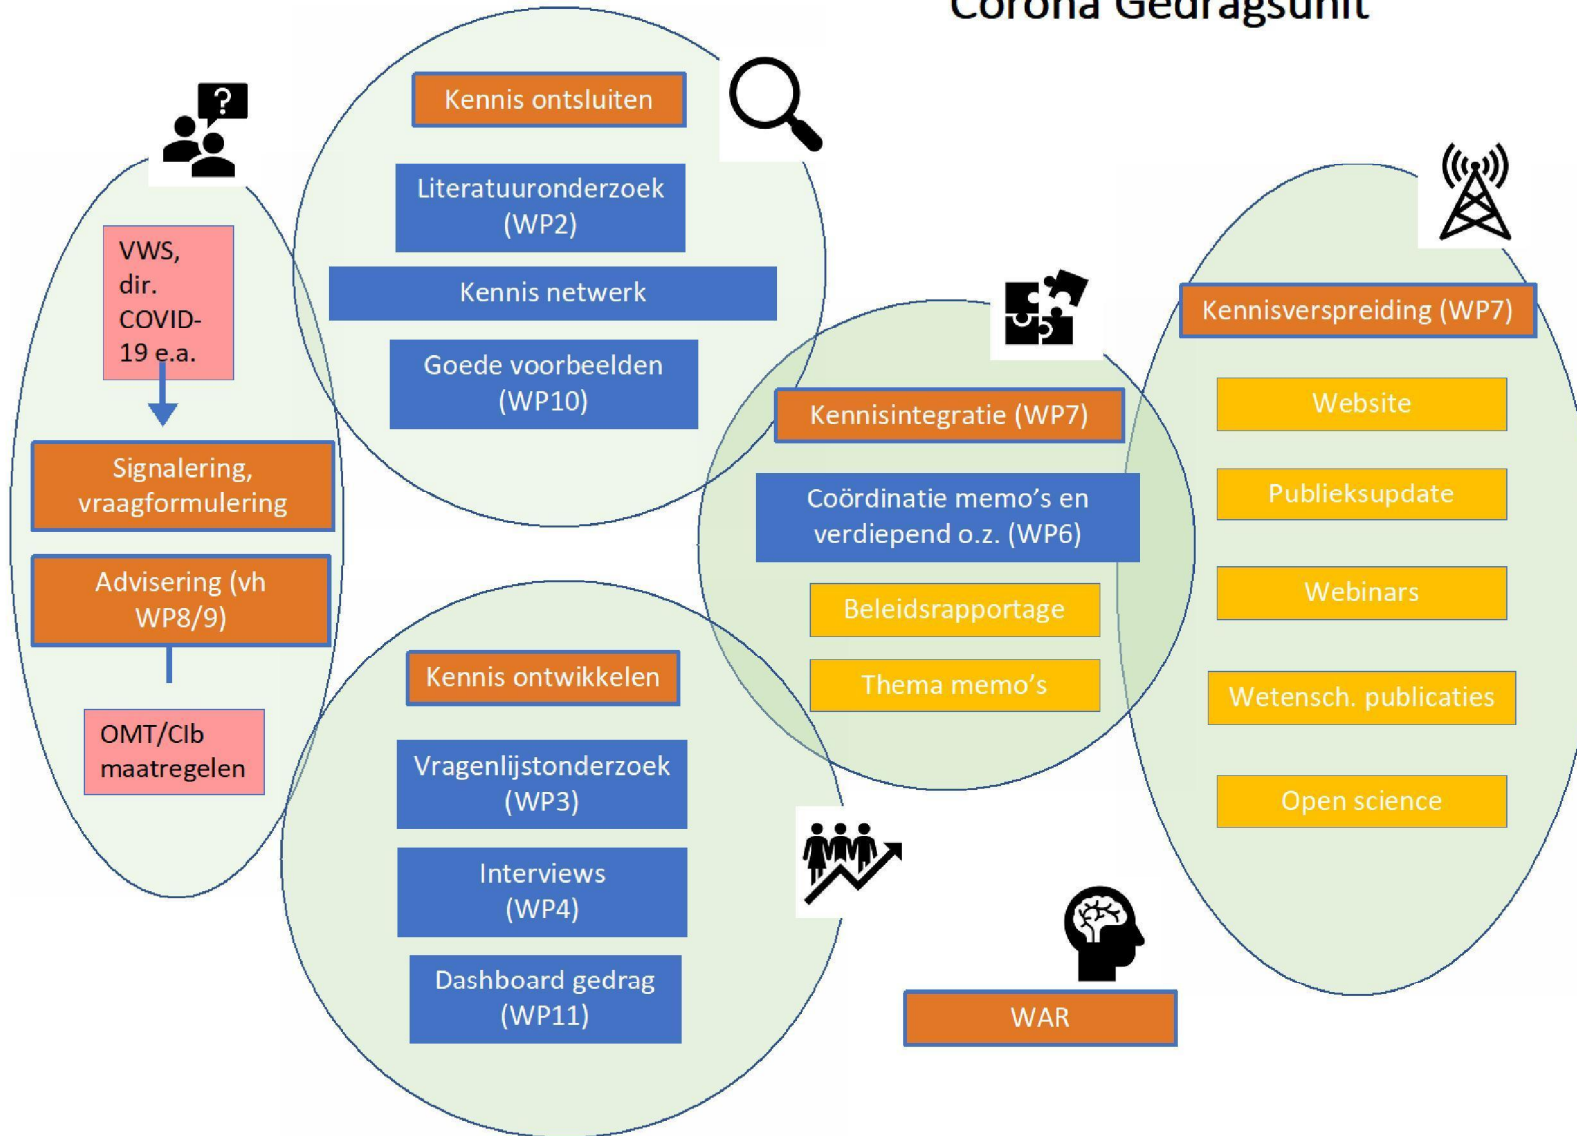 Corona Gedragsunit
?
VWS,
dir.
COVID-
19 e.a.
Signalering,
vraagformulering
Advisering (vh
WP8/9)
OMT/CIb
maatregelen
Kennis ontsluiten
Literatuuronderzoek
(WP2)
Kennis netwerk
Goede voorbeelden
(WP10)
Kennis ontwikkelen
Vragenlijstonderzoek
(WP3)
Interviews
(WP4)
Dashboard gedrag
(WP11)
Kennisintegratie (WP7)
Coördinatie memo’s en
verdiepend o.z. (WP6)
Beleidsrapportage
Thema memo’s
WAR
Kennisverspreiding (WP7)
Website
Publieksupdate
Webinars
Wetensch. publicaties
Open science